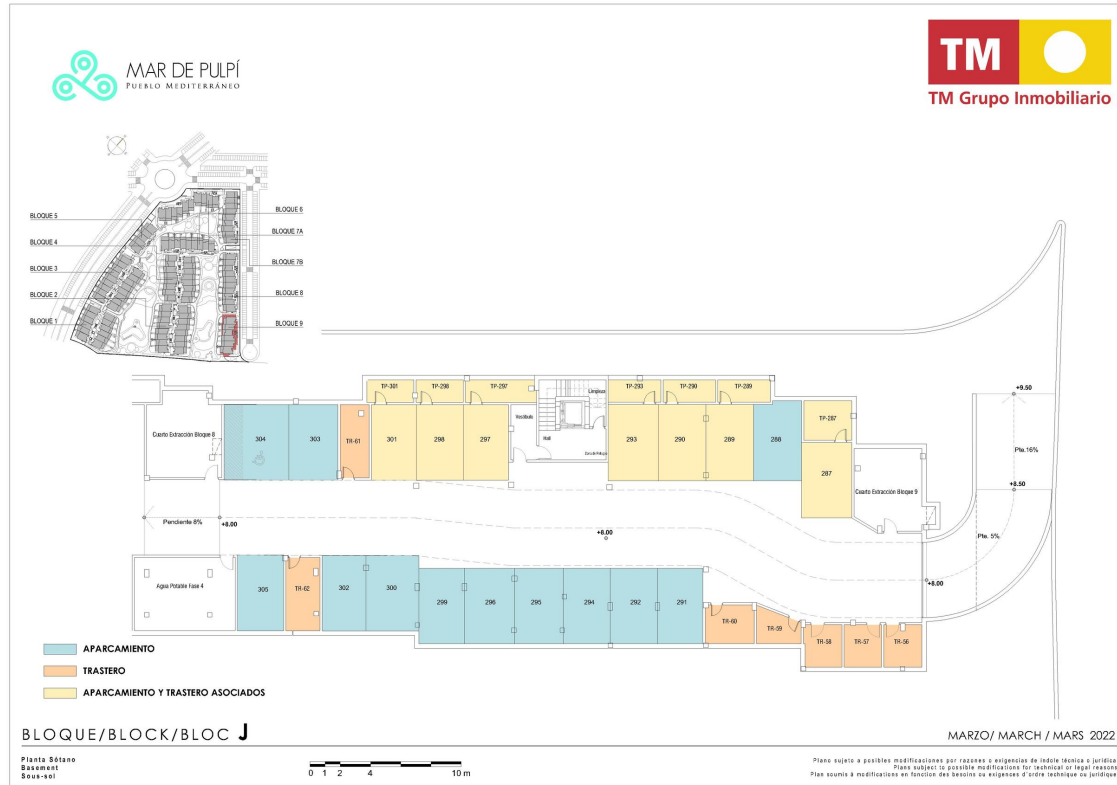 MAR DE PULPÍ
PUEBLO MEDITERRÁNEO
TM
TM Grupo Inmobiliario
BLOQUE 5
BLOQUE 4
BLOQUE 3
BLOQUE 2
BLOQUE 1
BLOQUE 6
BLOQUE 7A
BLOQUE 7B
BLOQUE 8
BLOQUE 9
TP-301
TP-298
TP-297
Limpieza
TP-293
TP-290
TP-289
TP-287
+9.50
Cuarto Extracción Bloque 8
304
303
TR-61
301
298
297
Vestíbulo
Hall
293
290
289
288
287
Cuarto Extracción Bloque 9
Pte.16%
+8.50
Pendiente 8%
+8.00
+8.00
Pte. 5%
+8.00
Agua Potable Fase 4
305
TR-62
302
300
299
296
295
294
292
291
TR-60
TR-59
TR-58
TR-57
TR-56
APARCAMIENTO
TRASTERO
APARCAMIENTO Y TRASTERO ASOCIADOS
BLOQUE/BLOCK/BLOC J
MARZO/ MARCH / MARS 2022
Planta Sótano
Basement
Sous-sol
0 1 2 4 10 m
Plano sujeto a posibles modificaciones por razones o exigencias de índole técnica o jurídica
Plans subject to possible modifications for technical or legal reasons
Plan soumis à modifications en fonction des besoins ou exigences d'ordre technique ou juridique